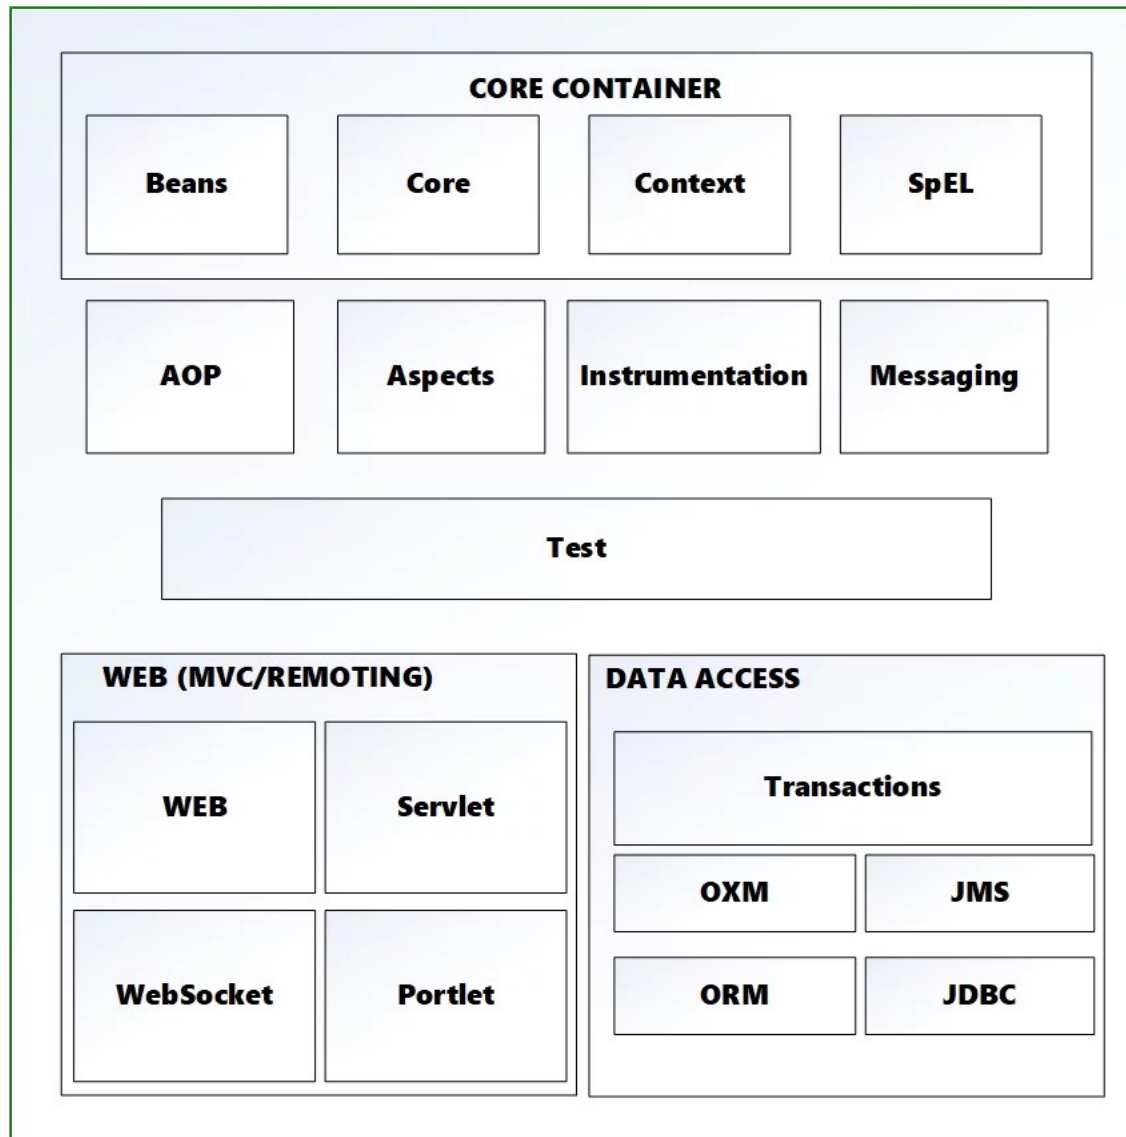 CORE CONTAINER
Beans
Core
Context
SpEL
AOP
Aspects
Instrumentation
Messaging
Test
WEB (MVC/REMOTING)
WEB
Servlet
WebSocket
Portlet
DATA ACCESS
Transactions
OXM
JMS
ORM
JDBC